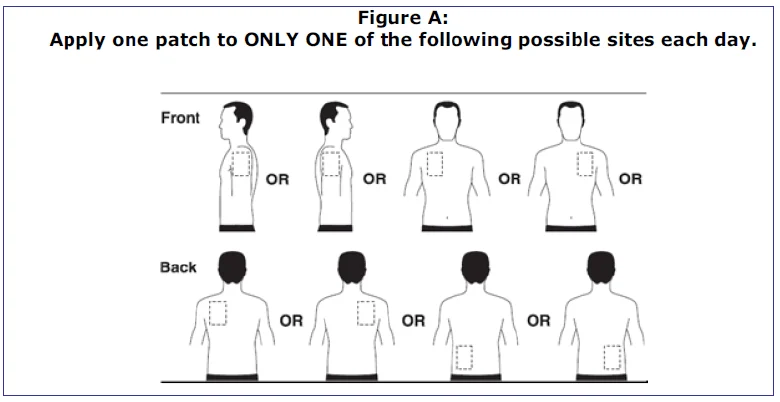 Figure A:
Apply one patch to ONLY ONE of the following possible sites each day.
Front
OR OR OR OR
Back
OR OR OR